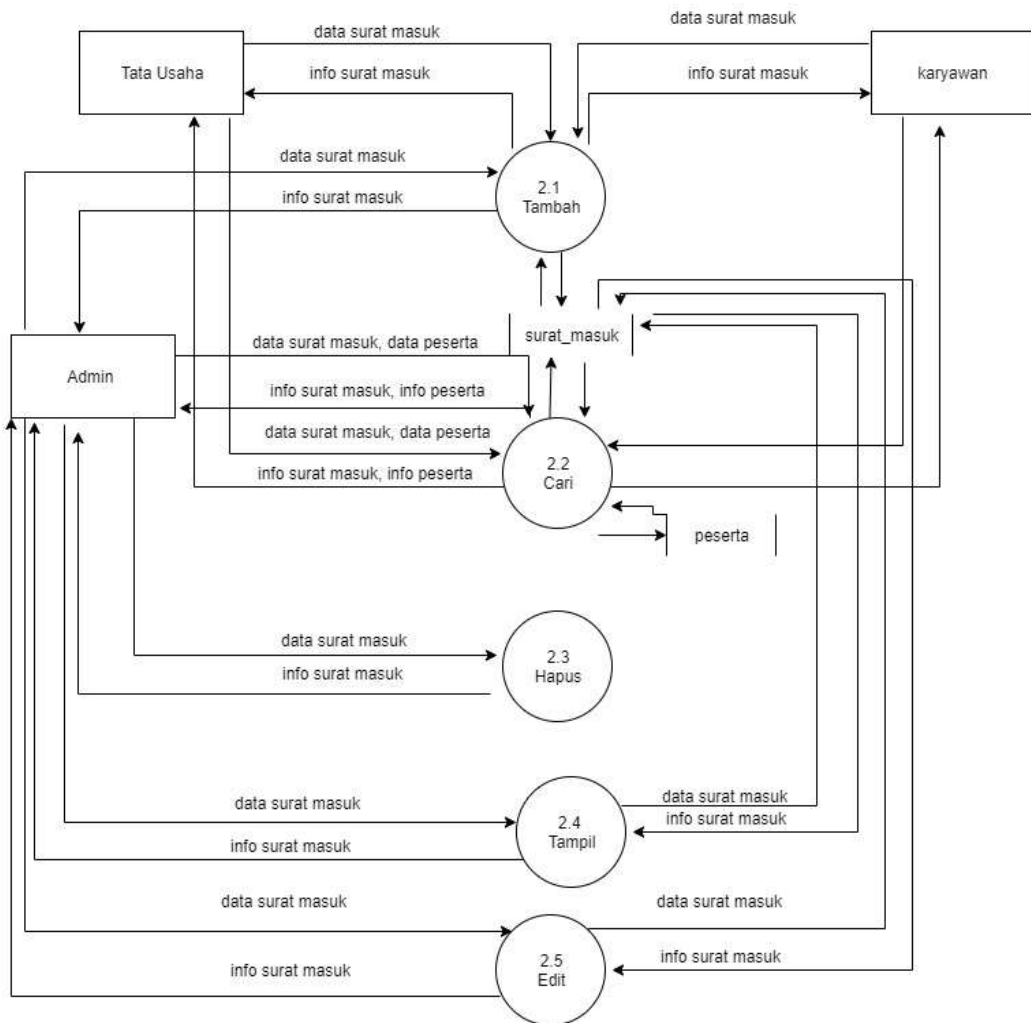 data surat masuk
data surat masuk
Tata Usaha
info surat masuk
info surat masuk
karyawan
data surat masuk
2.1
Tambah
info surat masuk
surat_masuk
data surat masuk, data peserta
Admin
info surat masuk, info peserta
data surat masuk, data peserta
2.2
Cari
info surat masuk, info peserta
peserta
data surat masuk
2.3
Hapus
info surat masuk
data surat masuk
data surat masuk
2.4
Tampil
info surat masuk
info surat masuk
data surat masuk
data surat masuk
2.5
Edit
info surat masuk
info surat masuk